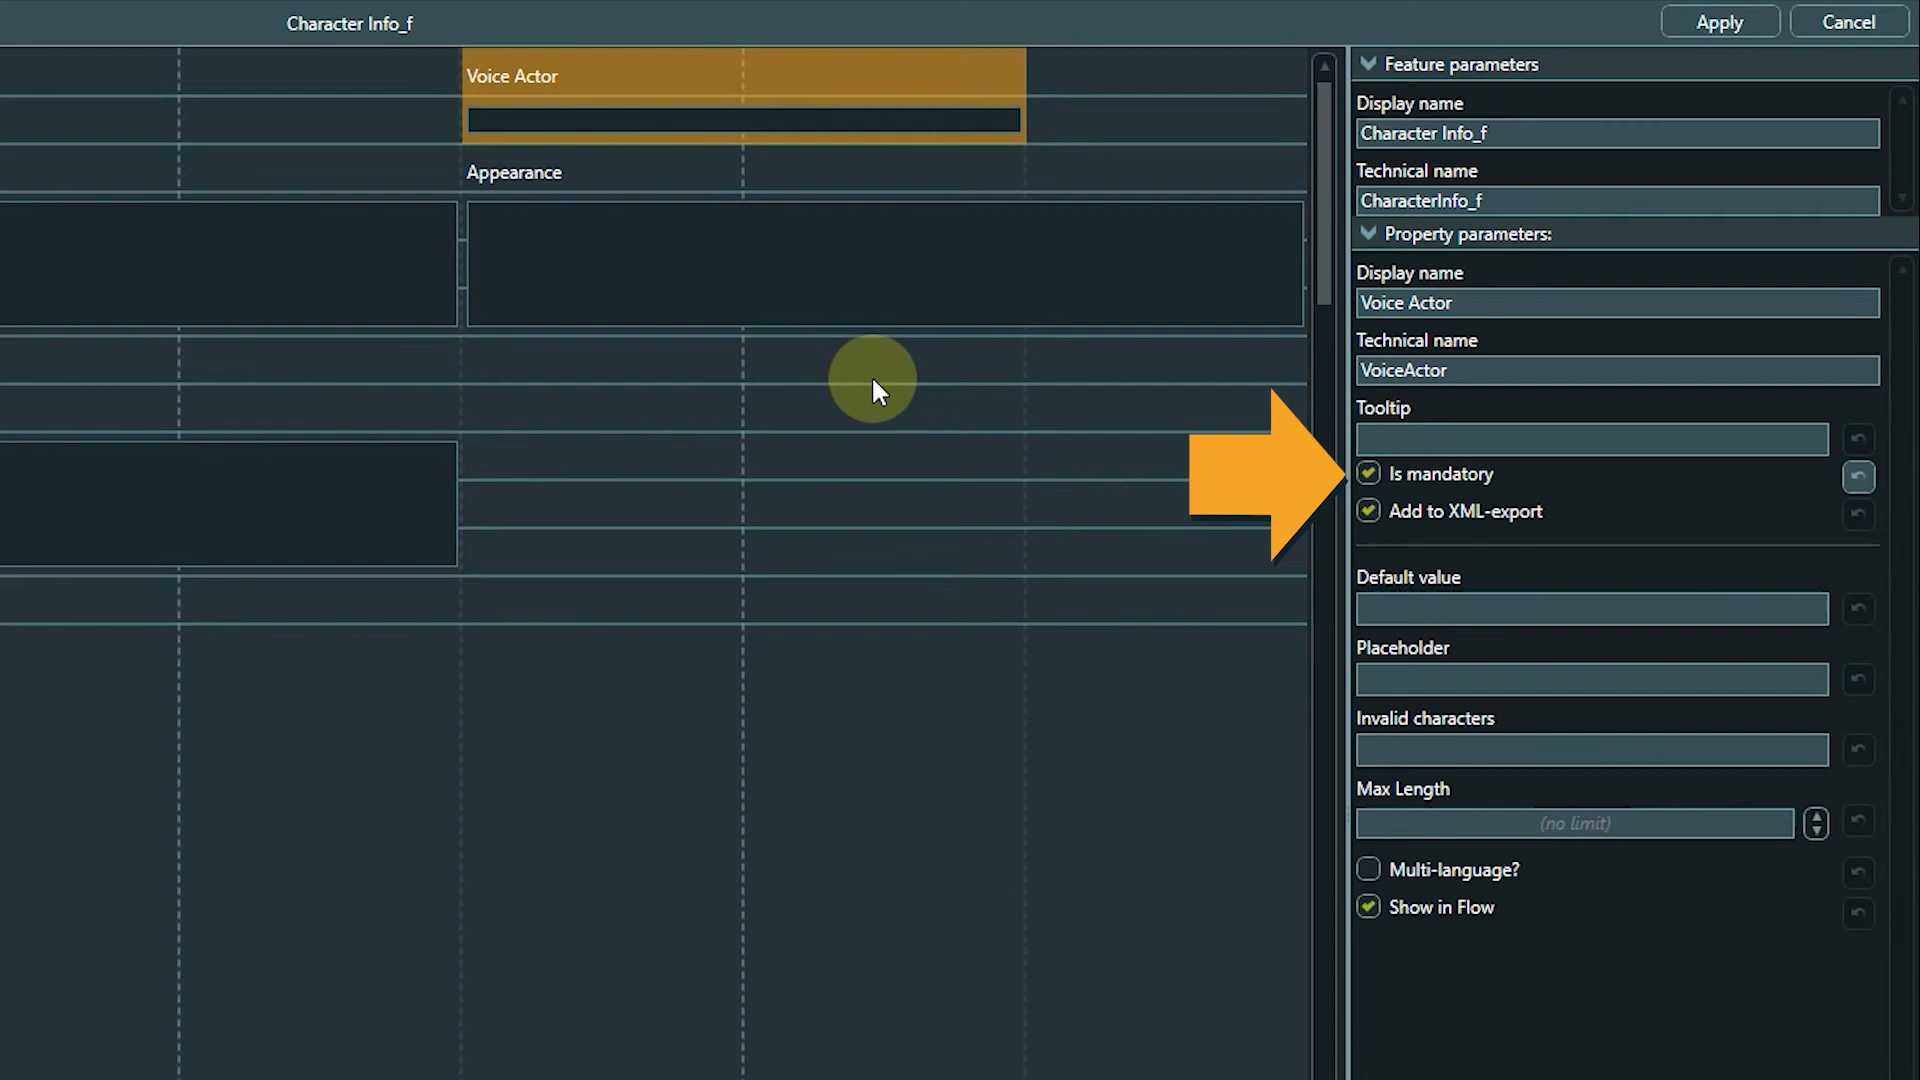 Character Info_f
Apply
Cancel
Voice Actor
Appearance
Feature parameters
Display name
Character Info_f
Technical name
CharacterInfo_f
Property parameters:
Display name
Voice Actor
Technical name
VoiceActor
Tooltip
Is mandatory
Add to XML-export
Default value
Placeholder
Invalid characters
Max Length
(no limit)
Multi-language?
Show in Flow